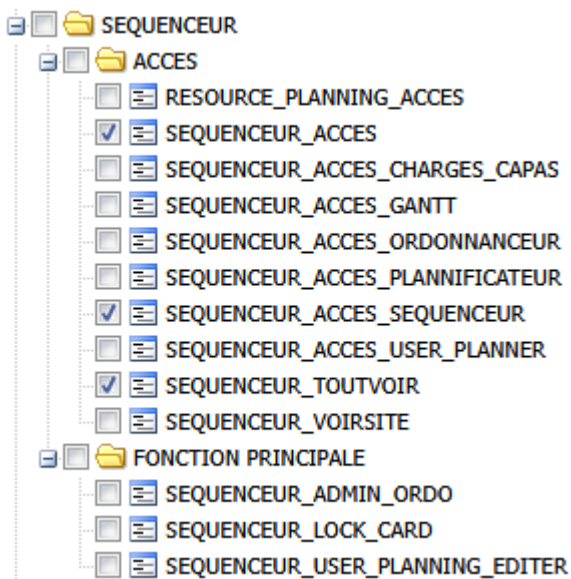 SEQUENCEUR
ACCES
RESOURCE_PLANNING_ACCES
SEQUENCEUR_ACCES
SEQUENCEUR_ACCES_CHARGES_CAPAS
SEQUENCEUR_ACCES_GANTT
SEQUENCEUR_ACCES_ORDONNANCEUR
SEQUENCEUR_ACCES_PLANNIFICATEUR
SEQUENCEUR_ACCES_SEQUENCEUR
SEQUENCEUR_ACCES_USER_PLANNER
SEQUENCEUR_TOUTVOIR
SEQUENCEUR_VOIRSITE
FONCTION PRINCIPALE
SEQUENCEUR_ADMIN_ORDO
SEQUENCEUR_LOCK_CARD
SEQUENCEUR_USER_PLANNING_EDITER